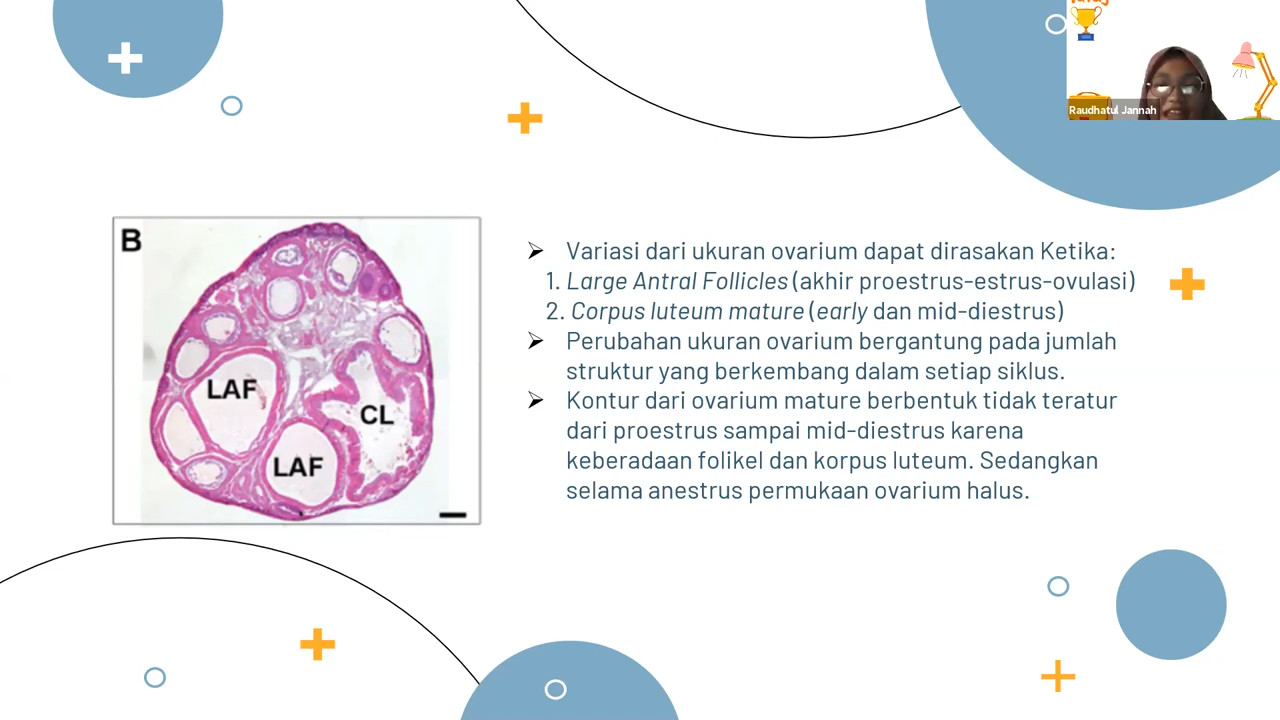 Raudhatul Jannah
B
LAF
CL
LAF
➢ Variasi dari ukuran ovarium dapat dirasakan Ketika:
1. Large Antral Follicles (akhir proestrus-estrus-ovulasi)
2. Corpus luteum mature (early dan mid-diestrus)
➢ Perubahan ukuran ovarium bergantung pada jumlah
struktur yang berkembang dalam setiap siklus.
➢ Kontur dari ovarium mature berbentuk tidak teratur
dari proestrus sampai mid-diestrus karena
keberadaan folikel dan korpus luteum. Sedangkan
selama anestrus permukaan ovarium halus.